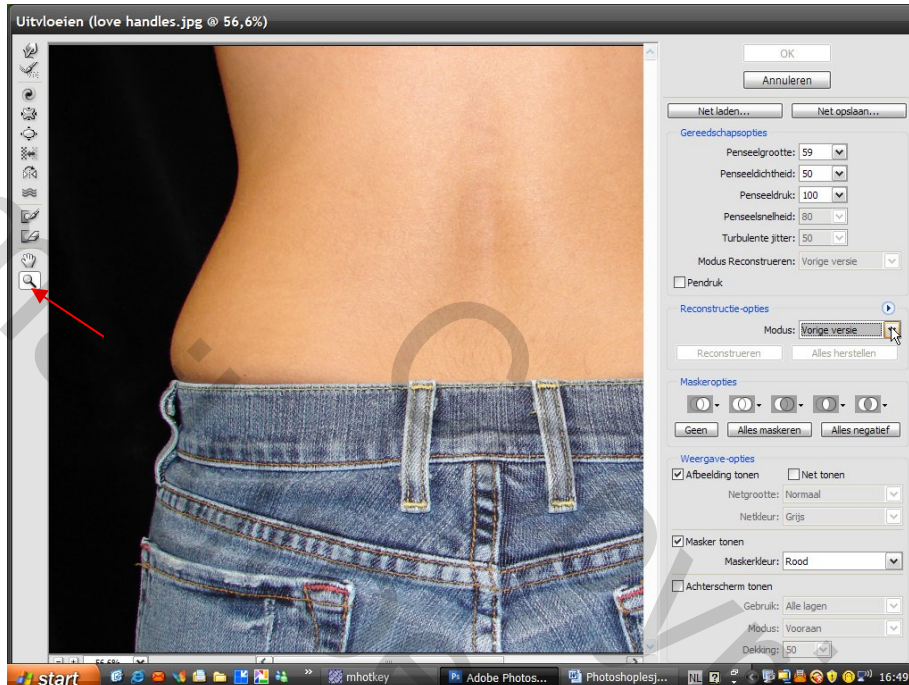 Uitvloeien (love handles.jpg @ 56,6%)
OK
Annuleren
Net laden... Net opslaan...
Gereedschapsopties
Penseelgrootte: 59
Penseeldichtheid: 50
Penseeldruk: 100
Penseelsnelheid: 80
Turbulente jitter: 50
Modus Reconstrueren: Vorige versie
Pendruk
Reconstructie-opties
Modus: Vorige versie
Reconstrueren Alles herstellen
Maskeropties
Geen Alles maskeren Alles negatief
Weergave-opties
Afbeelding tonen Net tonen
Netgrootte: Normaal
Netkleur: Grijs
Masker tonen
Maskerkleur: Rood
Achterscherm tonen
Gebruik: Alle lagen
Modus: Vooraan
Dekking: 50
56,6%
start mhotkey Adobe Photos... Photoshoplesj... NL 16:49